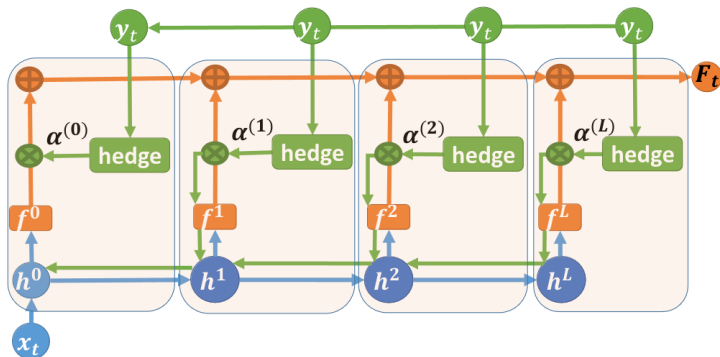 y_t y_t y_t y_t
F_t
α^(0) α^(1) α^(2) α^(L)
hedge hedge hedge hedge
f^0 f^1 f^2 f^L
h^0 h^1 h^2 h^L
x_t